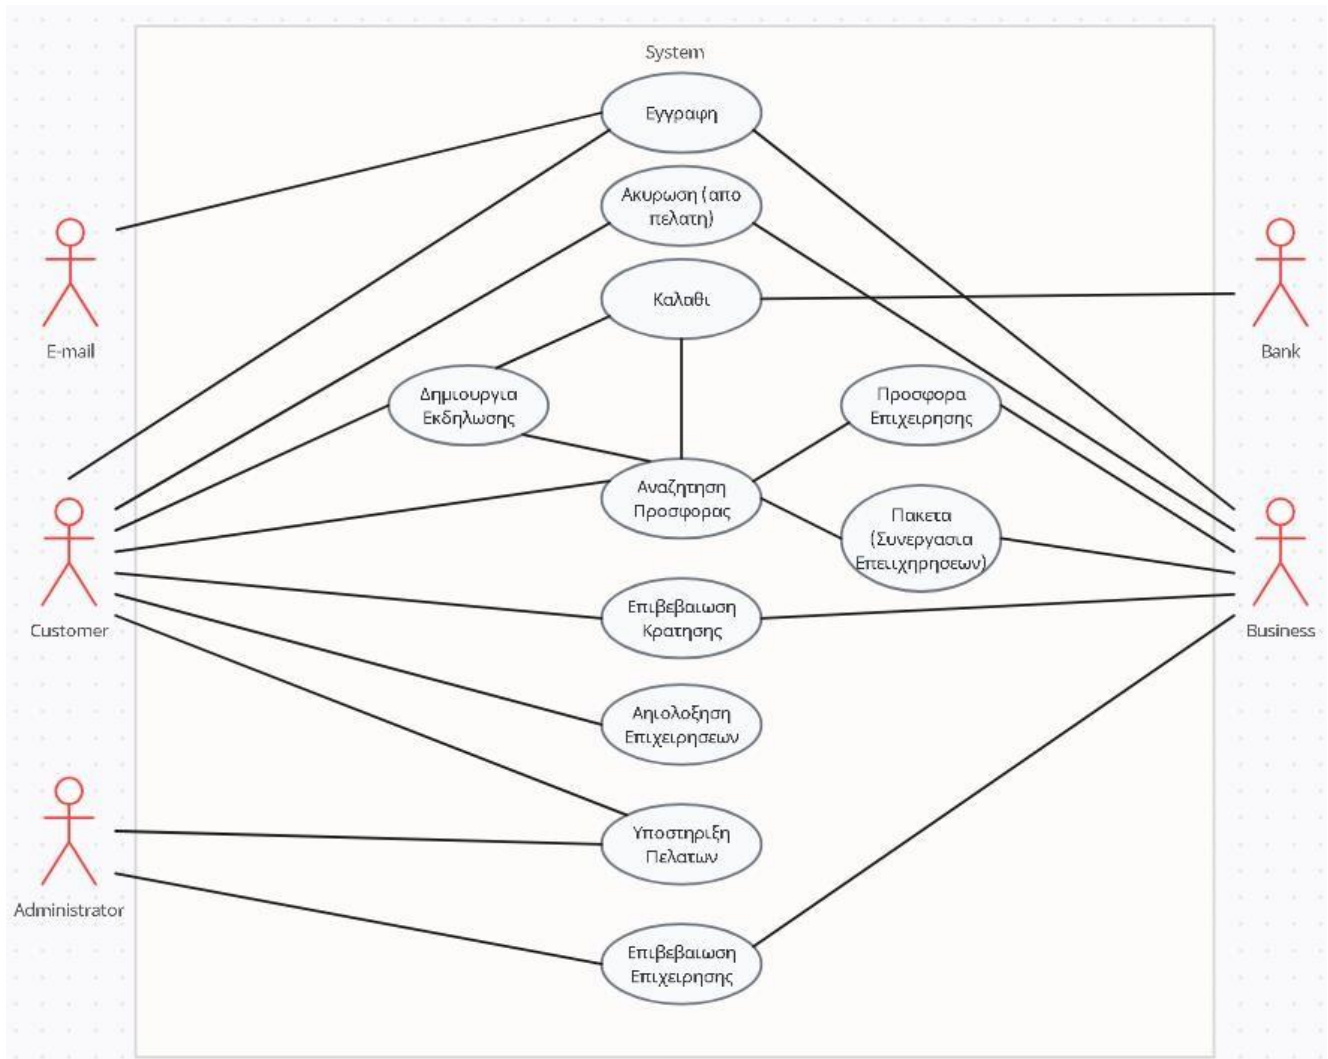 System
Εγγραφη
Ακυρωση (απο
πελατη)
Καλαθι
E-mail
Bank
Δημιουργια
Εκδηλωσης
Προσφορα
Επιχειρησης
Αναζητηση
Προσφορας
Πακετα
(Συνεργασια
Επειιχηρησεων)
Customer
Business
Επιβεβαιωση
Κρατησης
Αηιολοξηση
Επιχειρησεων
Υποστηριξη
Πελατων
Administrator
Επιβεβαιωση
Επιχειρησης